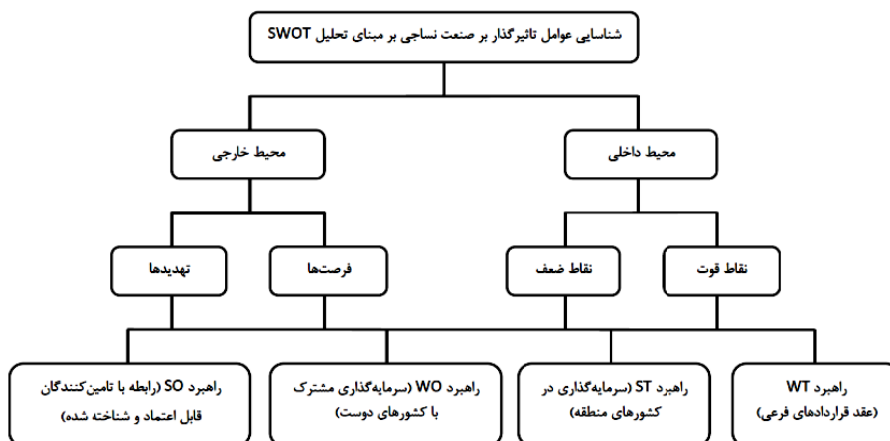 شناسایی عوامل تاثیرگذار بر صنعت نساجی بر مبنای تحلیل SWOT
محیط داخلی
محیط خارجی
نقاط قوت
نقاط ضعف
فرصت‌ها
تهدیدها
راهبرد WT
(عقد قراردادهای فرعی)
راهبرد ST (سرمایه‌گذاری در
کشورهای منطقه)
راهبرد WO (سرمایه‌گذاری مشترک
با کشورهای دوست)
راهبرد SO (رابطه با تامین‌کنندگان
قابل اعتماد و شناخته شده)